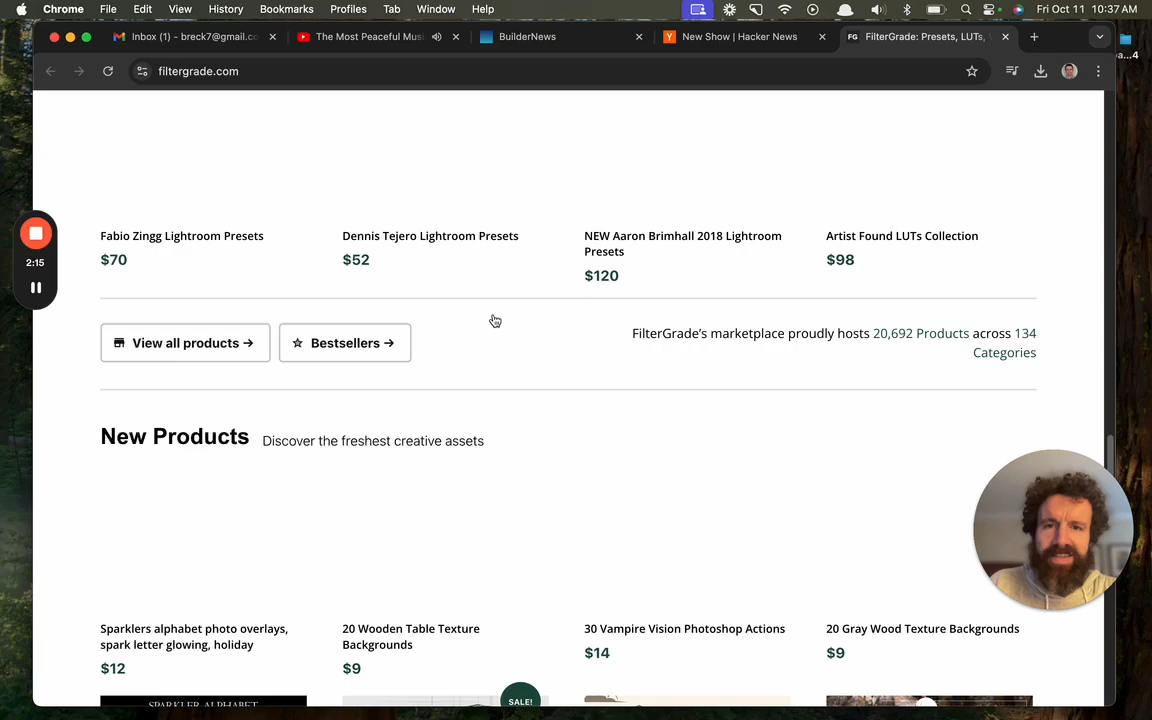 Chrome File Edit View History Bookmarks Profiles Tab Window Help Fri Oct 11 10:37 AM
Inbox (1) - breck7@gmail.co
The Most Peaceful Musi
BuilderNews
New Show | Hacker News
FilterGrade: Presets, LUTs,
a...4
filtergrade.com
Fabio Zingg Lightroom Presets
$70
Dennis Tejero Lightroom Presets
$52
NEW Aaron Brimhall 2018 Lightroom
Presets
$120
Artist Found LUTs Collection
$98
2:15
View all products →
Bestsellers →
FilterGrade's marketplace proudly hosts 20,692 Products across 134
Categories
New Products Discover the freshest creative assets
Sparklers alphabet photo overlays,
spark letter glowing, holiday
$12
20 Wooden Table Texture
Backgrounds
$9
30 Vampire Vision Photoshop Actions
$14
20 Gray Wood Texture Backgrounds
$9
SPARKLER ALPHABET
SALE!